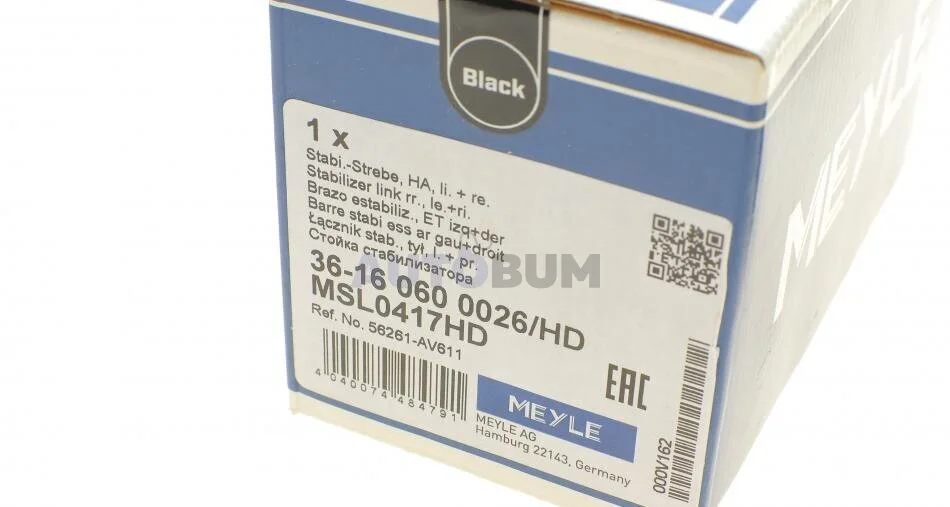 Black
1 x
Stabi.-Strebe, HA, li. + re.
Stabilizer link rr., le.+ri.
Brazo estabiliz., ET izq+der
Barre stabi ess ar gau+droit
Łącznik stab., tył, l.+ pr.
Стойка стабилизатора
AUTOBUM
36-16 060 0026/HD
MSL0417HD
Ref. No. 56261-AV611
4 040074 484791
MEYLE
MEYLE AG
Hamburg 22143, Germany
EAC
000V162
MEYLE